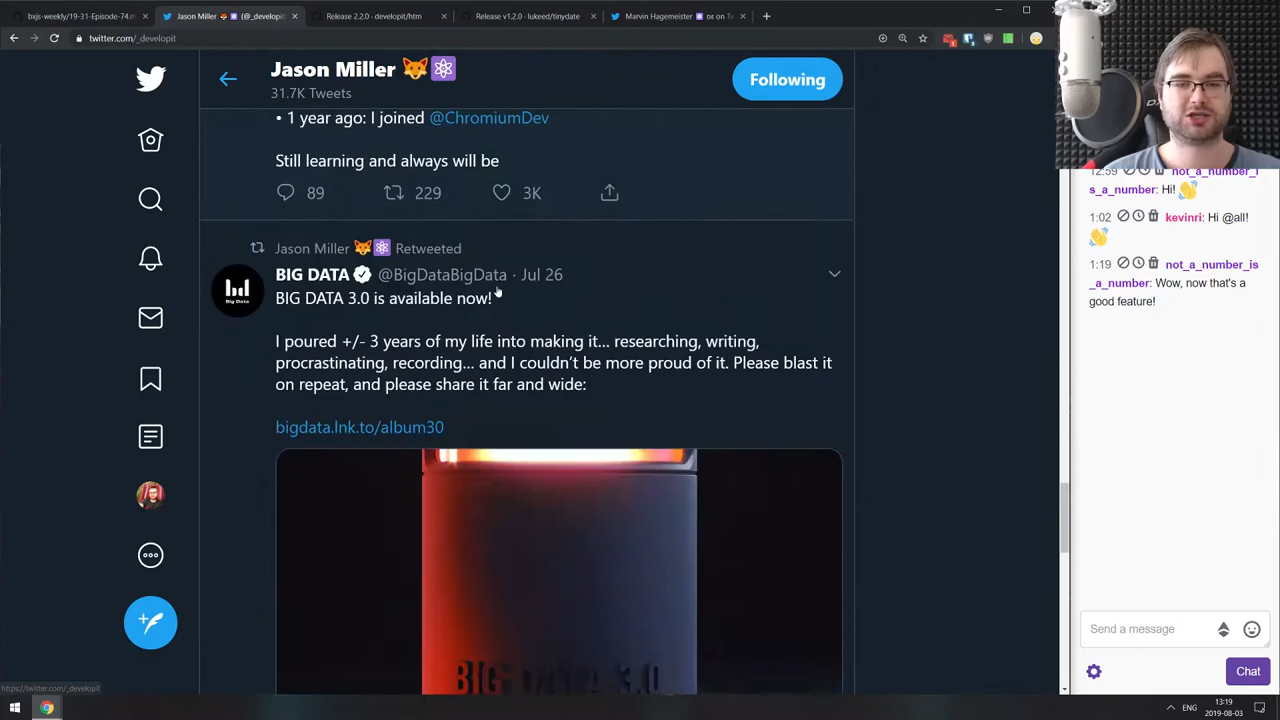 bxjs-weekly/19-31-Episode-74.m
Jason Miller 🦊⚛ (@_developit
Release 2.2.0 - developit/htm
Release v1.2.0 · lukeed/tinydate
Marvin Hagemeister
on Twit
twitter.com/_developit
Jason Miller 🦊⚛
31.7K Tweets
Following
• 1 year ago: I joined @ChromiumDev
Still learning and always will be
89
229
3K
Jason Miller 🦊⚛ Retweeted
BIG DATA @BigDataBigData · Jul 26
BIG DATA 3.0 is available now!
I poured +/- 3 years of my life into making it... researching, writing,
procrastinating, recording... and I couldn’t be more proud of it. Please blast it
on repeat, and please share it far and wide:
bigdata.lnk.to/album30
Big Data
BIG DATA 3.0
https://twitter.com/_developit
12:59 not_a_number_i
s_a_number: Hi! 👋
1:02 kevinri: Hi @all!
👋
1:19 not_a_number_is
_a_number: Wow, now that's a
good feature!
Send a message
Chat
ENG
13:19
2019-08-03